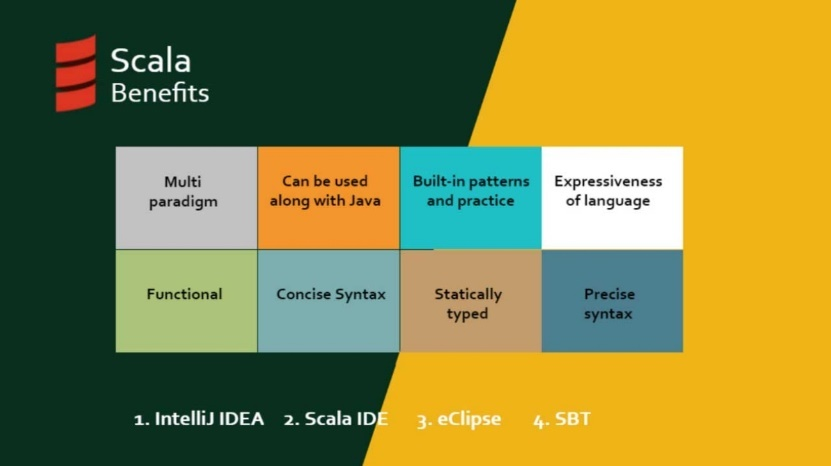 Scala
Benefits
Multi
paradigm
Can be used
along with Java
Built-in patterns
and practice
Expressiveness
of language
Functional
Concise Syntax
Statically
typed
Precise
syntax
1. IntelliJ IDEA 2. Scala IDE 3. eClipse 4. SBT